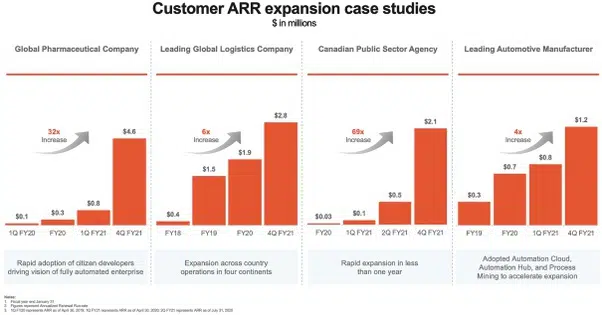 Customer ARR expansion case studies
$ in millions
Global Pharmaceutical Company
32x
Increase
$0.1
$0.3
$0.8
$4.6
1Q FY20
FY20
1Q FY21
4Q FY21
Rapid adoption of citizen developers
driving vision of fully automated enterprise
Leading Global Logistics Company
6x
Increase
$0.4
$1.5
$1.9
$2.8
FY18
FY19
FY20
4Q FY21
Expansion across country
operations in four continents
Canadian Public Sector Agency
69x
Increase
$0.03
$0.1
$0.5
$2.1
FY20
1Q FY21
2Q FY21
4Q FY21
Rapid expansion in less
than one year
Leading Automotive Manufacturer
4x
Increase
$0.3
$0.7
$0.8
$1.2
FY19
FY20
1Q FY21
4Q FY21
Adopted Automation Cloud,
Automation Hub, and Process
Mining to accelerate expansion
Notes:
1. Fiscal year end January 31
2. Figures represent Annualized Renewal Run-rate
3. 1Q FY20 represents ARR as of April 30, 2019, 1Q FY21 represents ARR as of April 30, 2020, 2Q FY21 represents ARR as of July 31, 2020